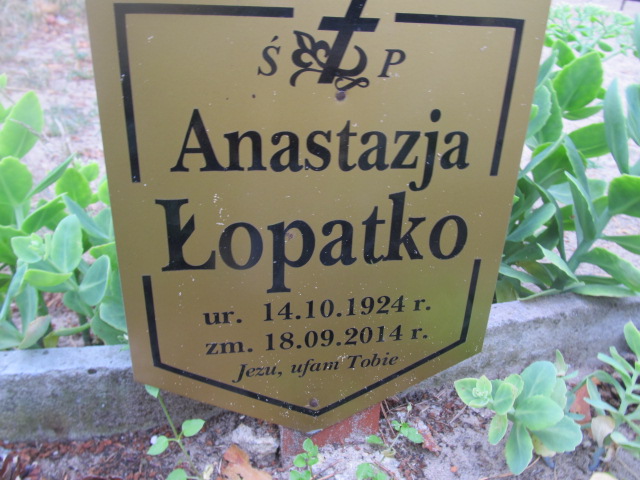 Ś P
Anastazja
Łopatko
ur. 14.10.1924 r.
zm. 18.09.2014 r.
Jezu, ufam Tobie